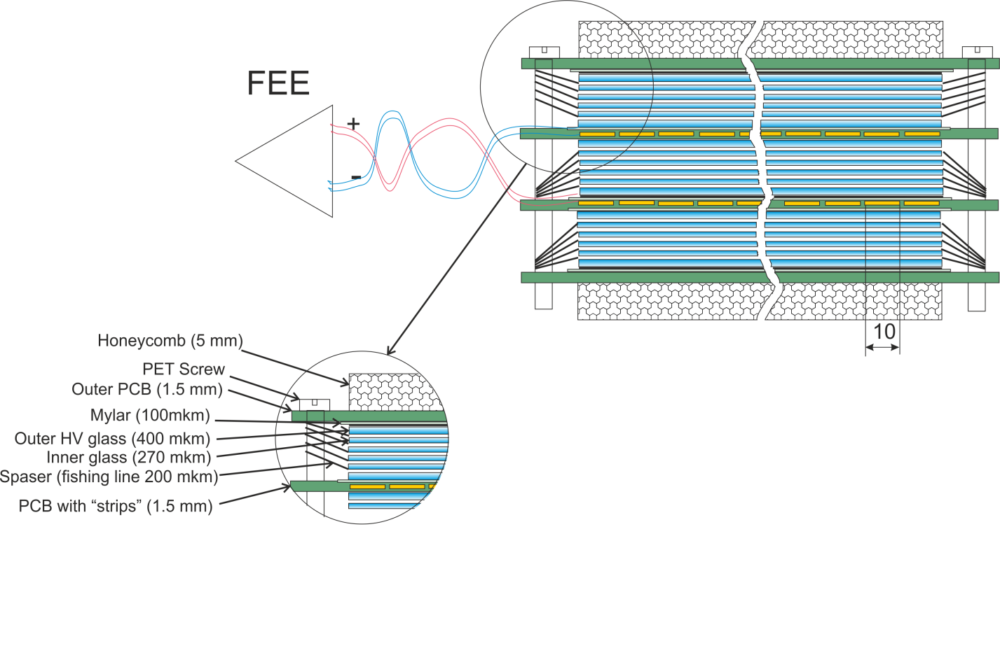 FEE
+
-
10
Honeycomb (5 mm)
PET Screw
Outer PCB (1.5 mm)
Mylar (100mkm)
Outer HV glass (400 mkm)
Inner glass (270 mkm)
Spaser (fishing line 200 mkm)
PCB with “strips” (1.5 mm)